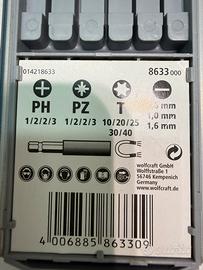 014218633
8633 000
PH
PZ
T
1/2/2/3
1/2/2/3
10/20/25
30/40
mm
1,0 mm
1,6 mm
wolfcraft GmbH
Wolffstraße 1
56746 Kempenich
Germany
www.wolfcraft.de
4 006885 863309